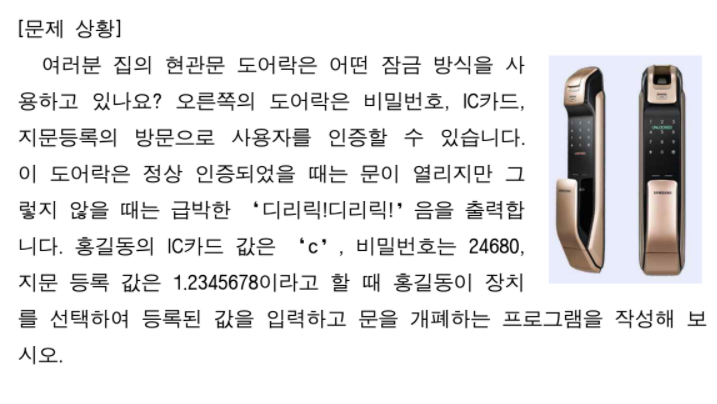 [문제 상황]
여러분 집의 현관문 도어락은 어떤 잠금 방식을 사
용하고 있나요? 오른쪽의 도어락은 비밀번호, IC카드,
지문등록의 방문으로 사용자를 인증할 수 있습니다.
이 도어락은 정상 인증되었을 때는 문이 열리지만 그
렇지 않을 때는 급박한 ‘디리릭!디리릭!’음을 출력합
니다. 홍길동의 IC카드 값은 ‘c’, 비밀번호는 24680,
지문 등록 값은 1.2345678이라고 할 때 홍길동이 장치
를 선택하여 등록된 값을 입력하고 문을 개폐하는 프로그램을 작성해 보
시오.
SAMSUNG